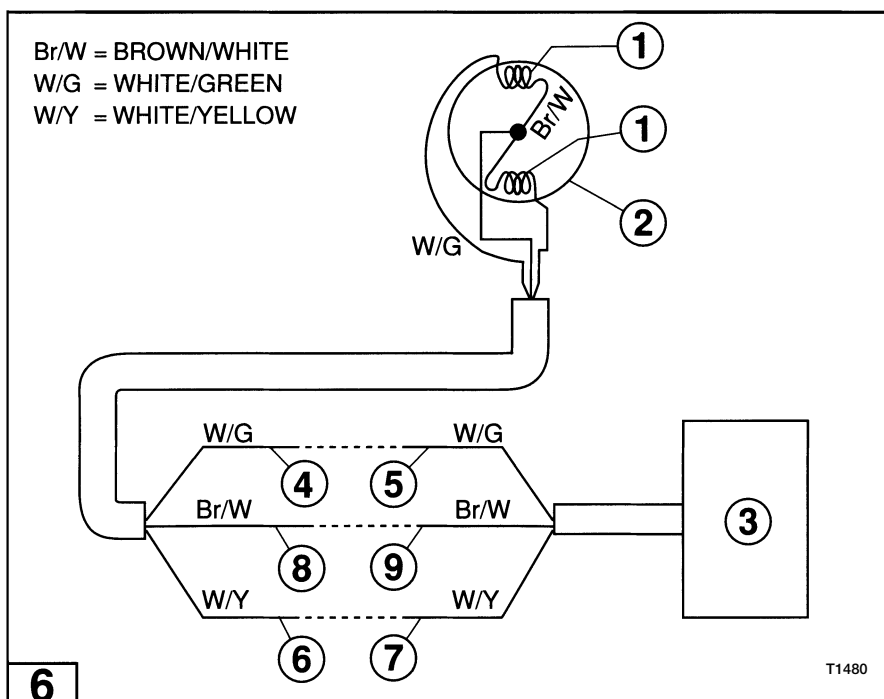 Br/W = BROWN/WHITE
W/G = WHITE/GREEN
W/Y = WHITE/YELLOW
1
Br/W
1
2
W/G
W/G
W/G
4
5
Br/W
Br/W
3
8
9
W/Y
W/Y
6
7
6
T1480